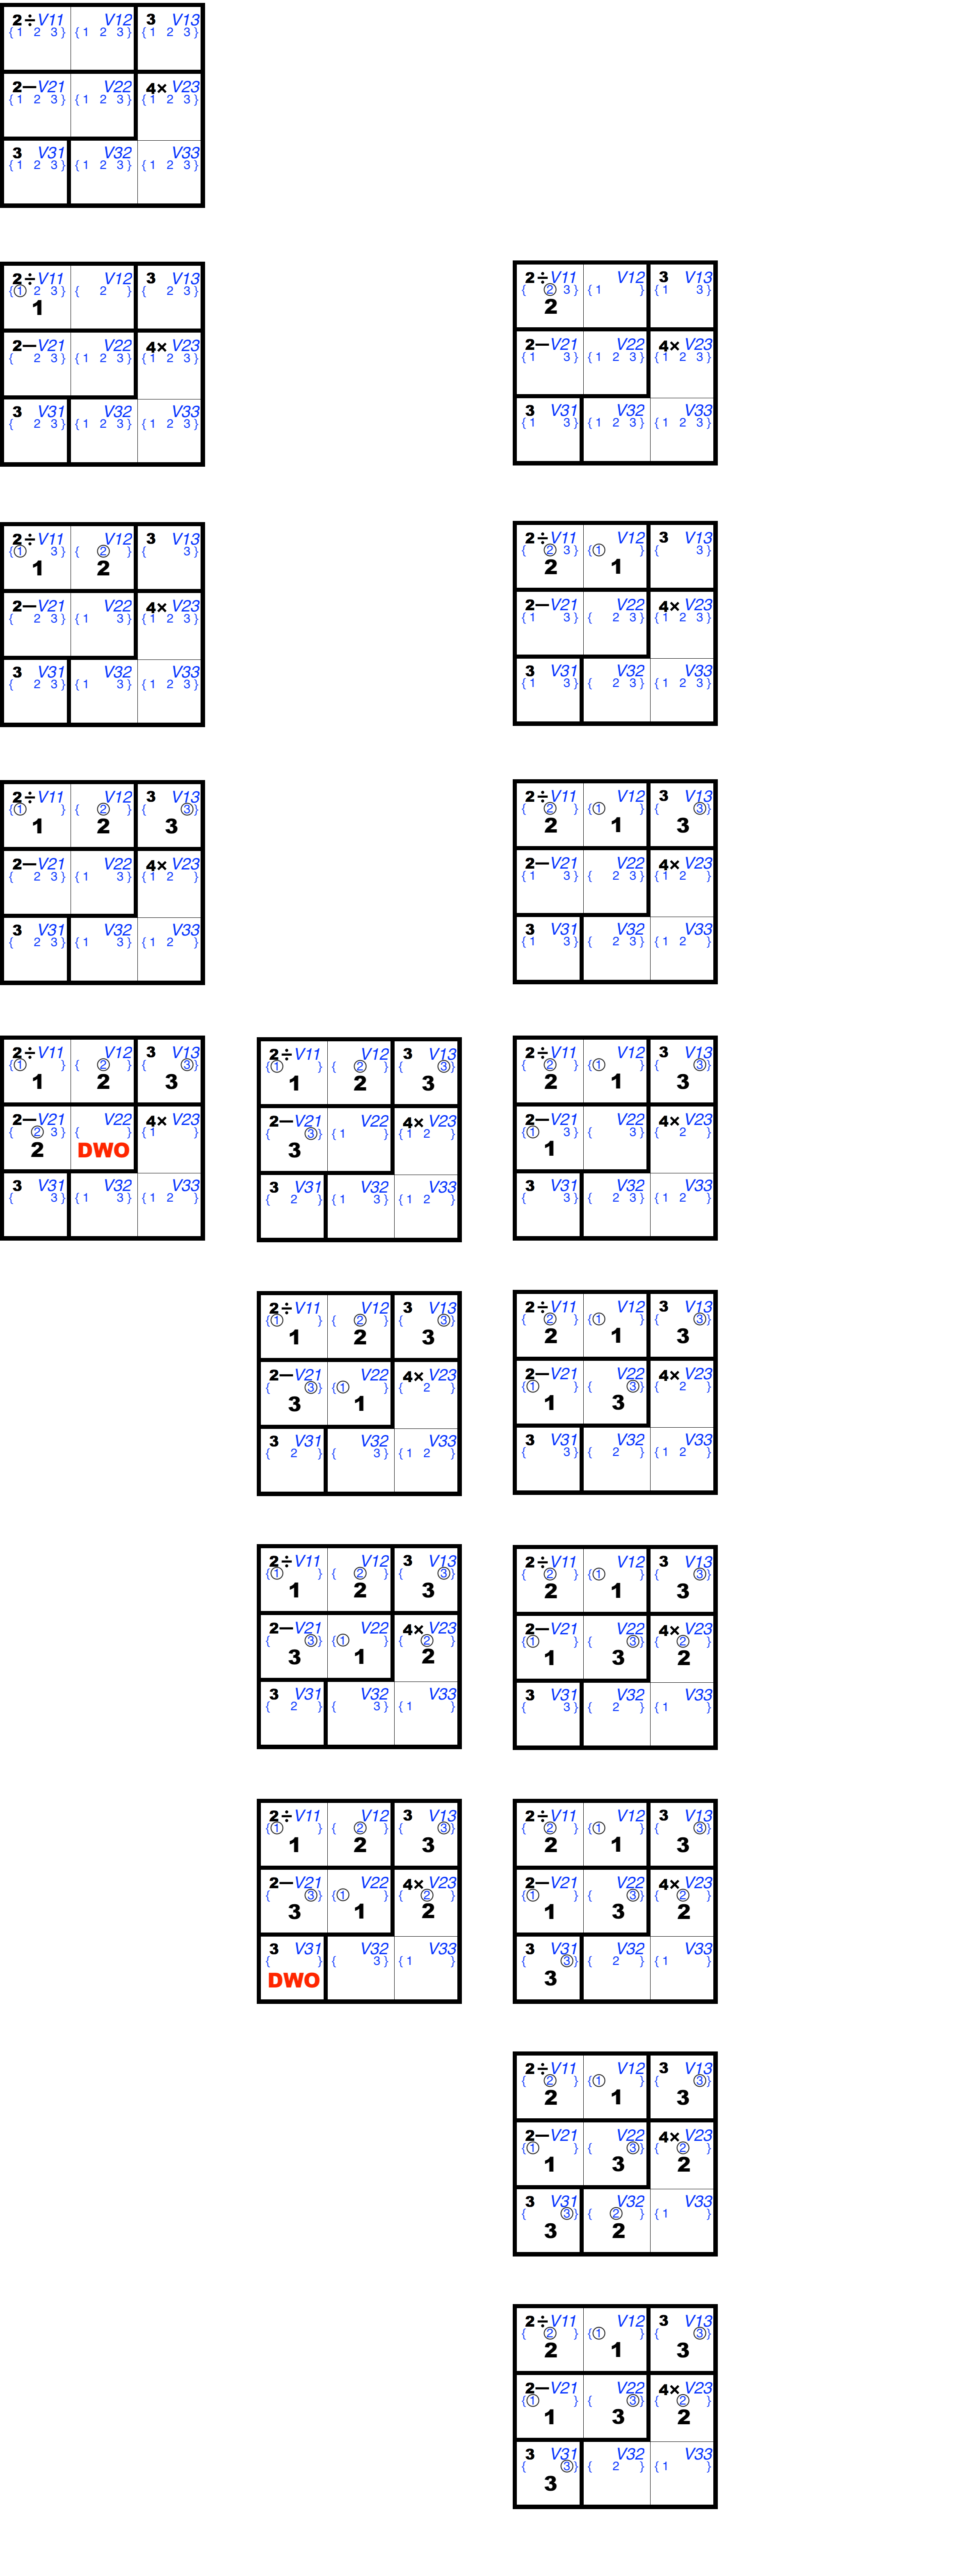 2÷V11 V12 3 V13
{1 2 3} {1 2 3} {1 2 3}
2−V21 V22 4× V23
{1 2 3} {1 2 3} {1 2 3}
3 V31 V32 V33
{1 2 3} {1 2 3} {1 2 3}
2÷V11 V12 3 V13
{① 2 3} { 2 } { 2 3}
1
2−V21 V22 4× V23
{ 2 3} {1 2 3} {1 2 3}
3 V31 V32 V33
{ 2 3} {1 2 3} {1 2 3}
2÷V11 V12 3 V13
{ ② 3} {1 } {1 3}
2
2−V21 V22 4× V23
{1 3} {1 2 3} {1 2 3}
3 V31 V32 V33
{1 3} {1 2 3} {1 2 3}
2÷V11 V12 3 V13
{① 3} { ② } { 3}
1 2
2−V21 V22 4× V23
{ 2 3} {1 3} {1 2 3}
3 V31 V32 V33
{ 2 3} {1 3} {1 2 3}
2÷V11 V12 3 V13
{ ② 3} {① } { 3}
2 1
2−V21 V22 4× V23
{1 3} { 2 3} {1 2 3}
3 V31 V32 V33
{1 3} { 2 3} {1 2 3}
2÷V11 V12 3 V13
{① } { ② } { ③}
1 2 3
2−V21 V22 4× V23
{ 2 3} {1 3} {1 2 }
3 V31 V32 V33
{ 2 3} {1 3} {1 2 }
2÷V11 V12 3 V13
{ ② } {① } { ③}
2 1 3
2−V21 V22 4× V23
{1 3} { 2 3} {1 2 }
3 V31 V32 V33
{1 3} { 2 3} {1 2 }
2÷V11 V12 3 V13
{① } { ② } { ③}
1 2 3
2−V21 V22 4× V23
{ ② 3} { } {1 }
2 DWO
3 V31 V32 V33
{ 3} {1 3} {1 2 }
2÷V11 V12 3 V13
{① } { ② } { ③}
1 2 3
2−V21 V22 4× V23
{ ③} {1 } {1 2 }
3
3 V31 V32 V33
{ 2 } {1 3} {1 2 }
2÷V11 V12 3 V13
{ ② } {① } { ③}
2 1 3
2−V21 V22 4× V23
{① 3} { 3} { 2 }
1
3 V31 V32 V33
{ 3} { 2 3} {1 2 }
2÷V11 V12 3 V13
{① } { ② } { ③}
1 2 3
2−V21 V22 4× V23
{ ③} {① } { 2 }
3 1
3 V31 V32 V33
{ 2 } { 3} {1 2 }
2÷V11 V12 3 V13
{ ② } {① } { ③}
2 1 3
2−V21 V22 4× V23
{① } { ③} { 2 }
1 3
3 V31 V32 V33
{ 3} { 2 } {1 2 }
2÷V11 V12 3 V13
{① } { ② } { ③}
1 2 3
2−V21 V22 4× V23
{ ③} {① } { ② }
3 1 2
3 V31 V32 V33
{ 2 } { 3} {1 }
2÷V11 V12 3 V13
{ ② } {① } { ③}
2 1 3
2−V21 V22 4× V23
{① } { ③} { ② }
1 3 2
3 V31 V32 V33
{ 3} { 2 } {1 }
2÷V11 V12 3 V13
{① } { ② } { ③}
1 2 3
2−V21 V22 4× V23
{ ③} {① } { ② }
3 1 2
3 V31 V32 V33
{ } { 3} {1 }
DWO
2÷V11 V12 3 V13
{ ② } {① } { ③}
2 1 3
2−V21 V22 4× V23
{① } { ③} { ② }
1 3 2
3 V31 V32 V33
{ ③} { 2 } {1 }
3
2÷V11 V12 3 V13
{ ② } {① } { ③}
2 1 3
2−V21 V22 4× V23
{① } { ③} { ② }
1 3 2
3 V31 V32 V33
{ ③} { ② } {1 }
3 2
2÷V11 V12 3 V13
{ ② } {① } { ③}
2 1 3
2−V21 V22 4× V23
{① } { ③} { ② }
1 3 2
3 V31 V32 V33
{ ③} { 2 } {1 }
3